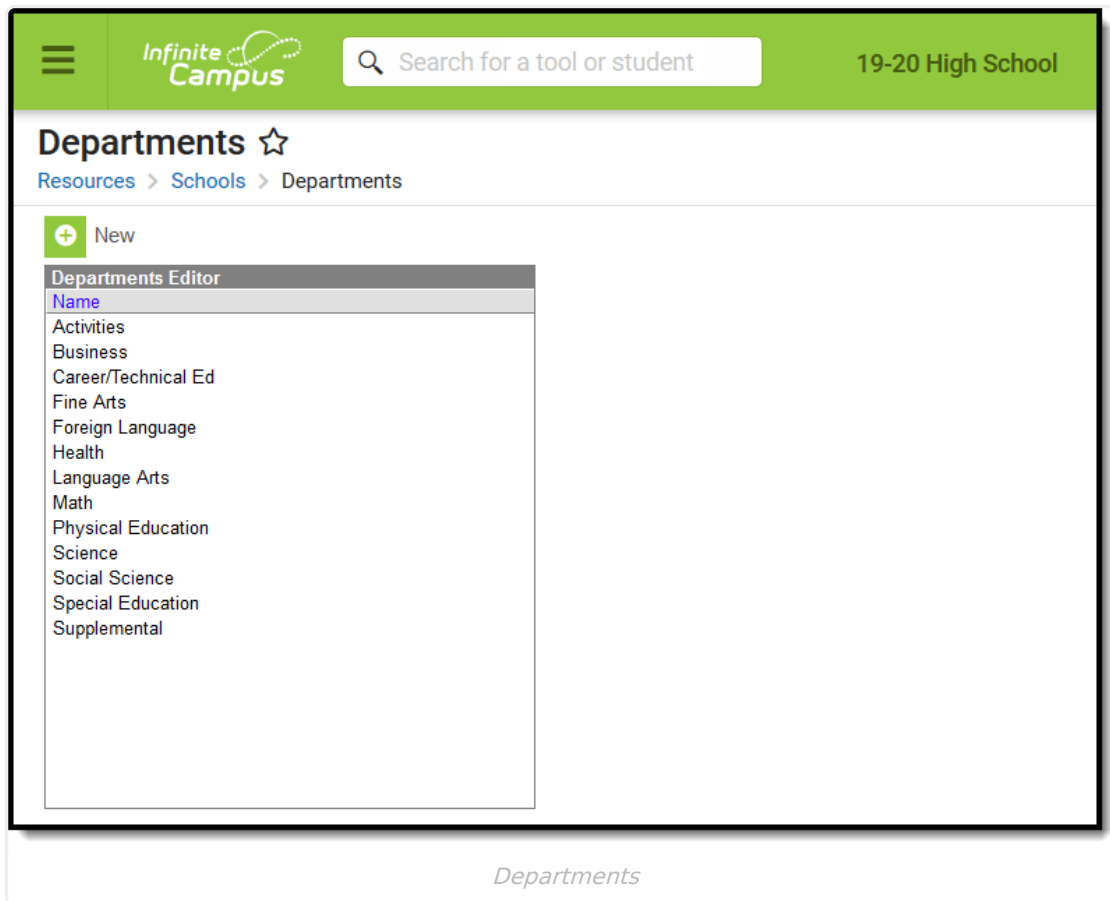 Infinite
Campus
Search for a tool or student
19-20 High School
Departments
Resources > Schools > Departments
New
Departments Editor
Name
Activities
Business
Career/Technical Ed
Fine Arts
Foreign Language
Health
Language Arts
Math
Physical Education
Science
Social Science
Special Education
Supplemental
Departments